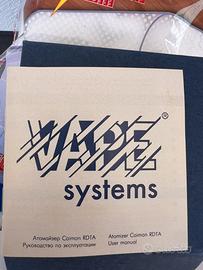 VAPE®
systems
Атомайзер Caiman RDTA
Руководство по эксплуатации
Atomizer Caiman RDTA
User manual